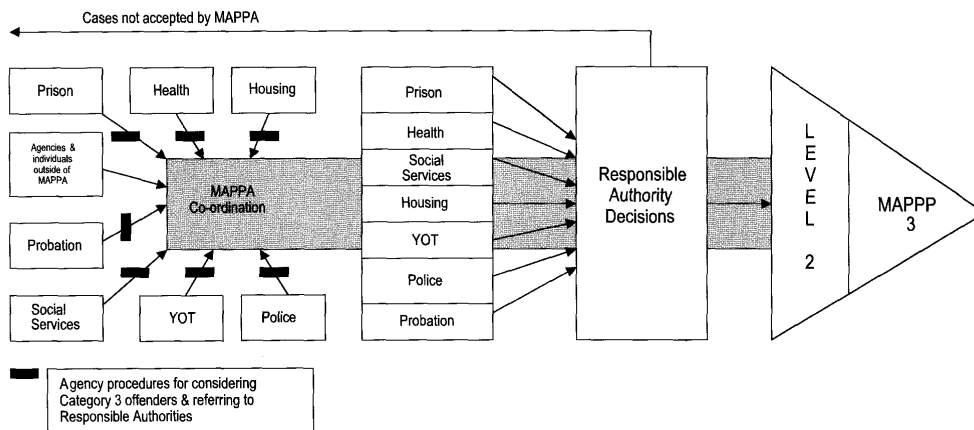 Cases not accepted by MAPPA
Prison
Health
Housing
Agencies &
individuals
outside of
MAPPA
Probation
Social
Services
YOT
Police
MAPPA
Co-ordination
Prison
Health
Social
Services
Housing
YOT
Police
Probation
Responsible
Authority
Decisions
L
E
V
E
L
2
MAPPP
3
Agency procedures for considering
Category 3 offenders & referring to
Responsible Authorities